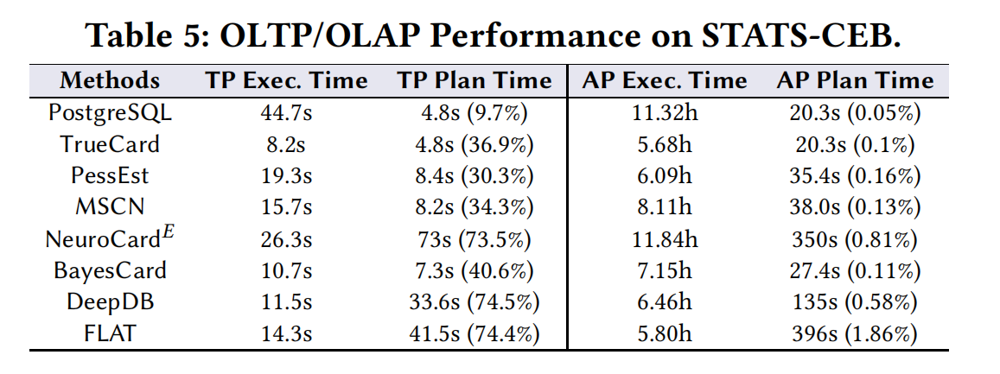 Table 5: OLTP/OLAP Performance on STATS-CEB.
Methods TP Exec. Time TP Plan Time AP Exec. Time AP Plan Time
PostgreSQL 44.7s 4.8s (9.7%) 11.32h 20.3s (0.05%)
TrueCard 8.2s 4.8s (36.9%) 5.68h 20.3s (0.1%)
PessEst 19.3s 8.4s (30.3%) 6.09h 35.4s (0.16%)
MSCN 15.7s 8.2s (34.3%) 8.11h 38.0s (0.13%)
NeuroCard^E 26.3s 73s (73.5%) 11.84h 350s (0.81%)
BayesCard 10.7s 7.3s (40.6%) 7.15h 27.4s (0.11%)
DeepDB 11.5s 33.6s (74.5%) 6.46h 135s (0.58%)
FLAT 14.3s 41.5s (74.4%) 5.80h 396s (1.86%)